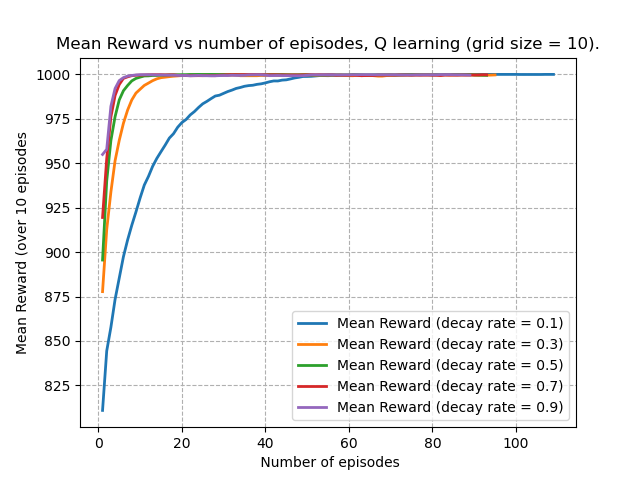 Mean Reward vs number of episodes, Q learning (grid size = 10).
Mean Reward (over 10 episodes
1000
975
950
925
900
875
850
825
Mean Reward (decay rate = 0.1)
Mean Reward (decay rate = 0.3)
Mean Reward (decay rate = 0.5)
Mean Reward (decay rate = 0.7)
Mean Reward (decay rate = 0.9)
0 20 40 60 80 100
Number of episodes